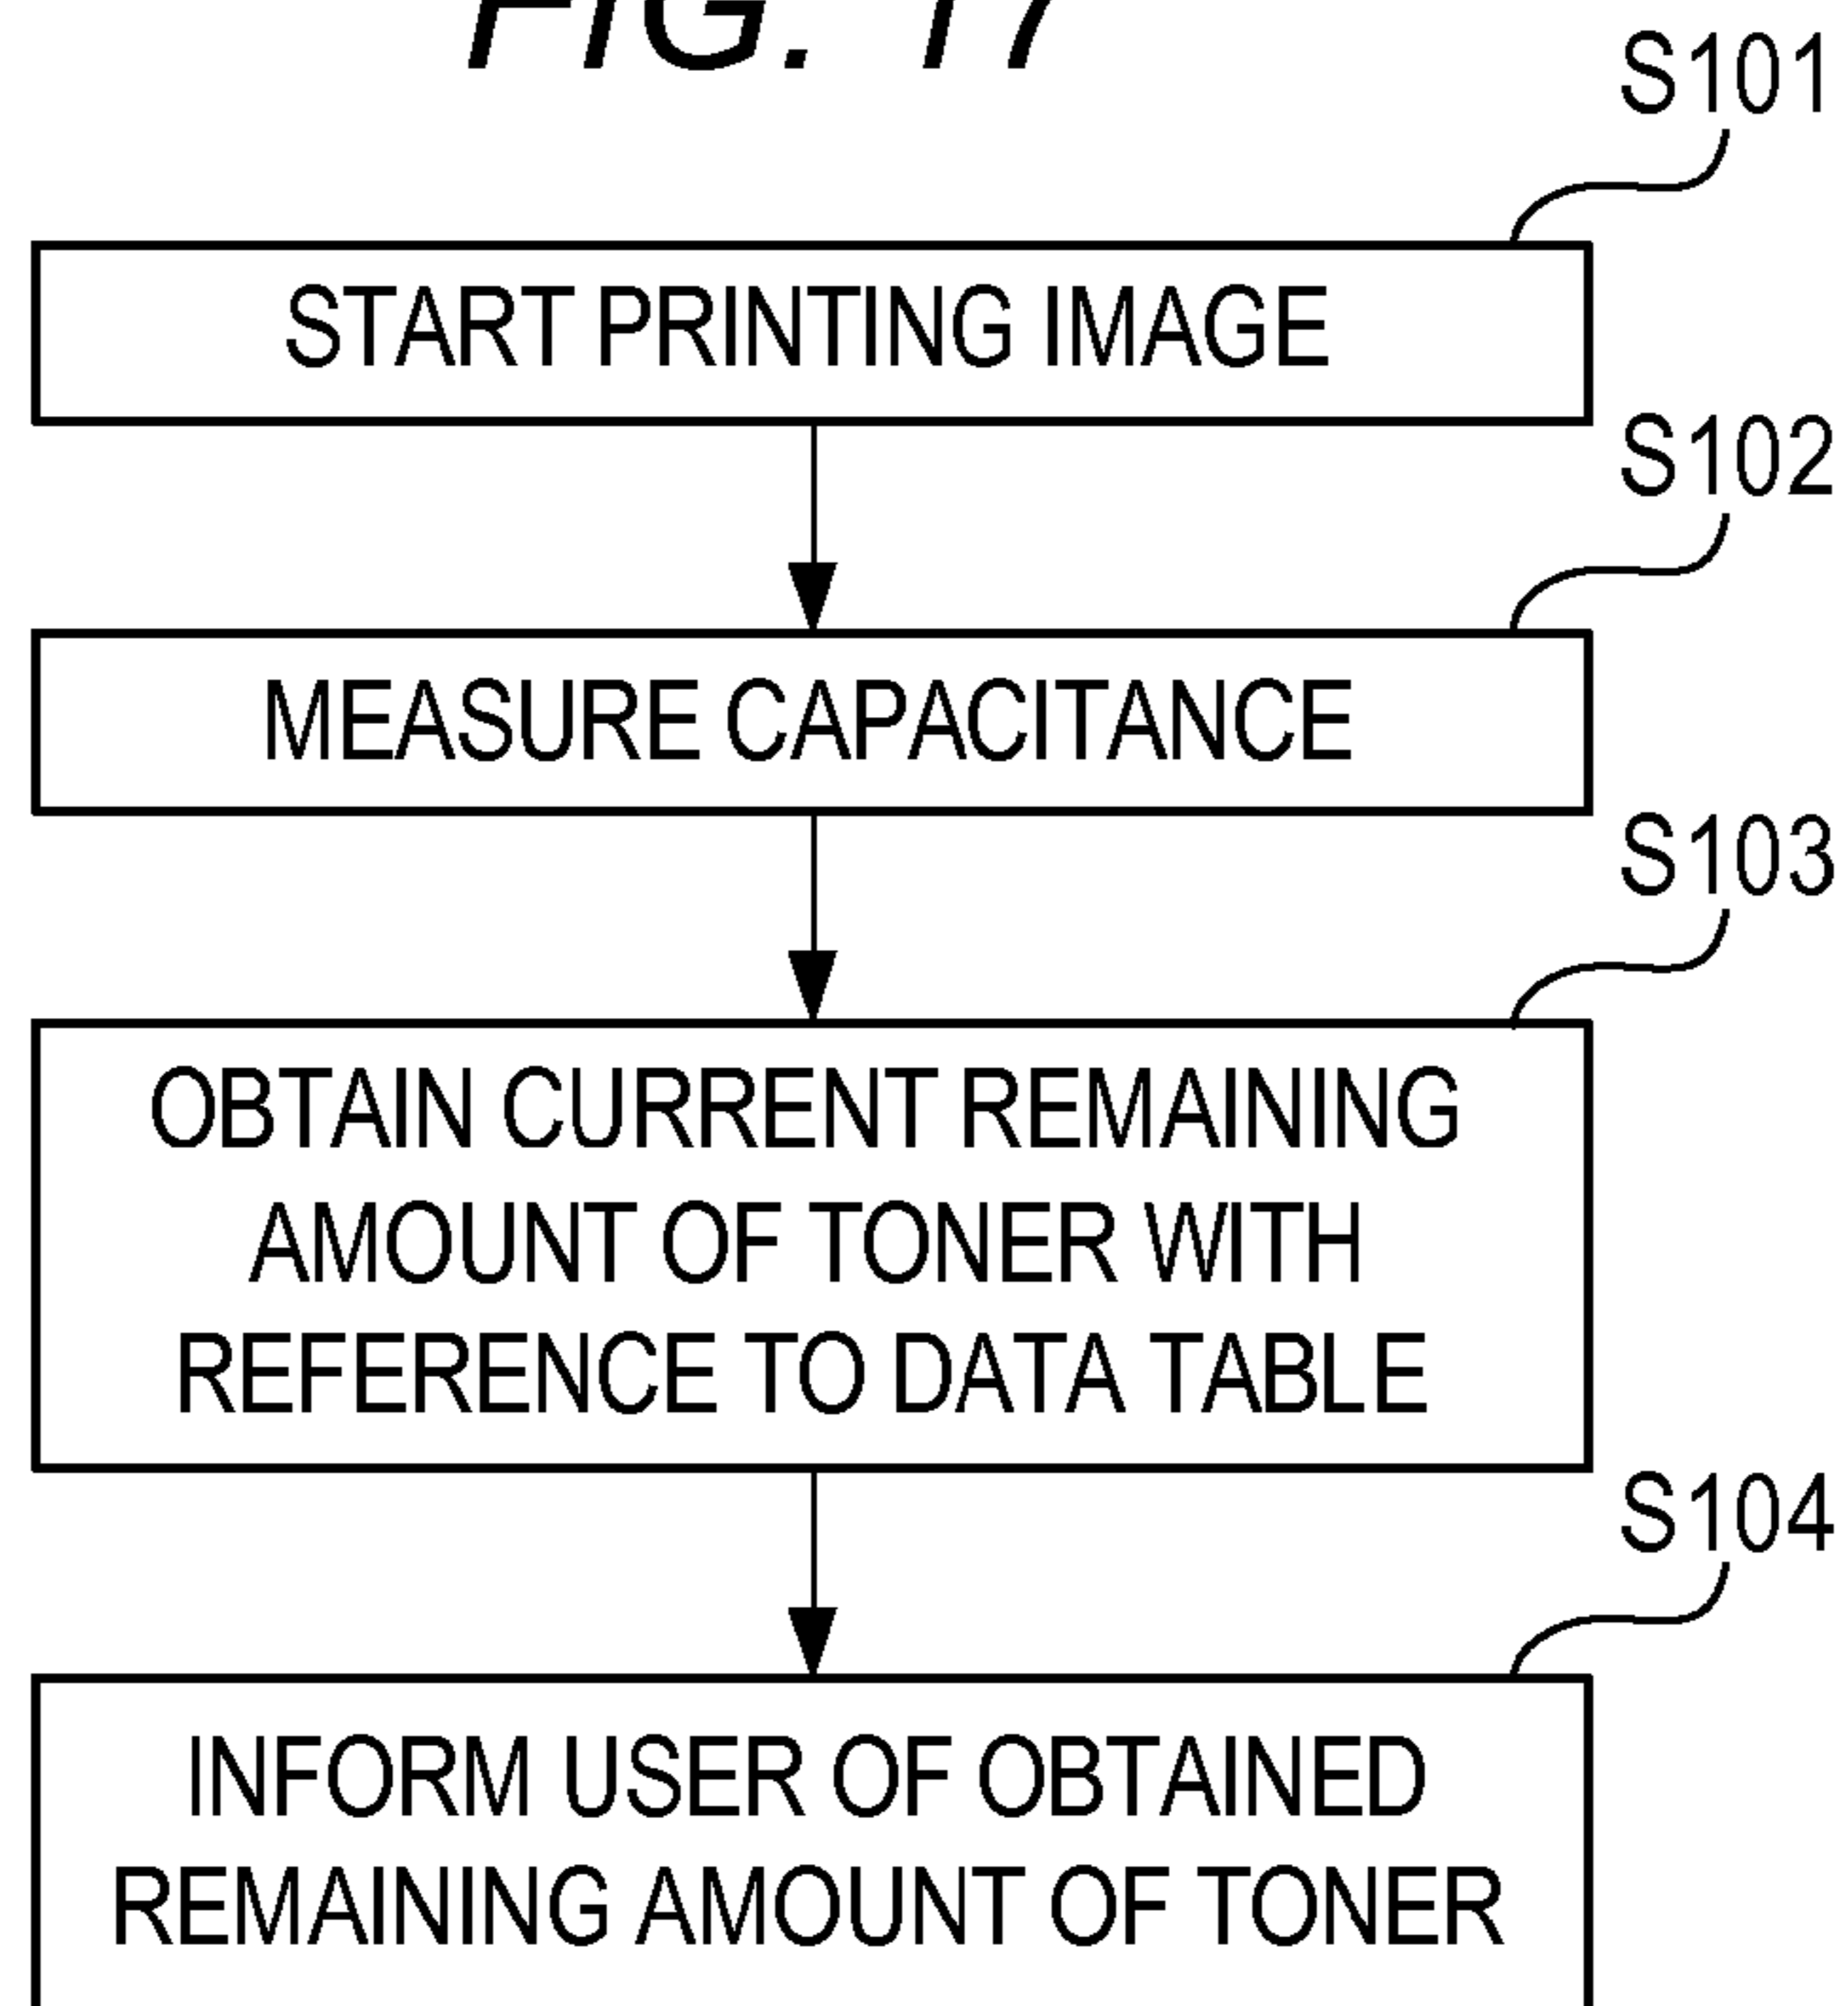 FIG. 17
S101
START PRINTING IMAGE
S102
MEASURE CAPACITANCE
S103
OBTAIN CURRENT REMAINING
AMOUNT OF TONER WITH
REFERENCE TO DATA TABLE
S104
INFORM USER OF OBTAINED
REMAINING AMOUNT OF TONER